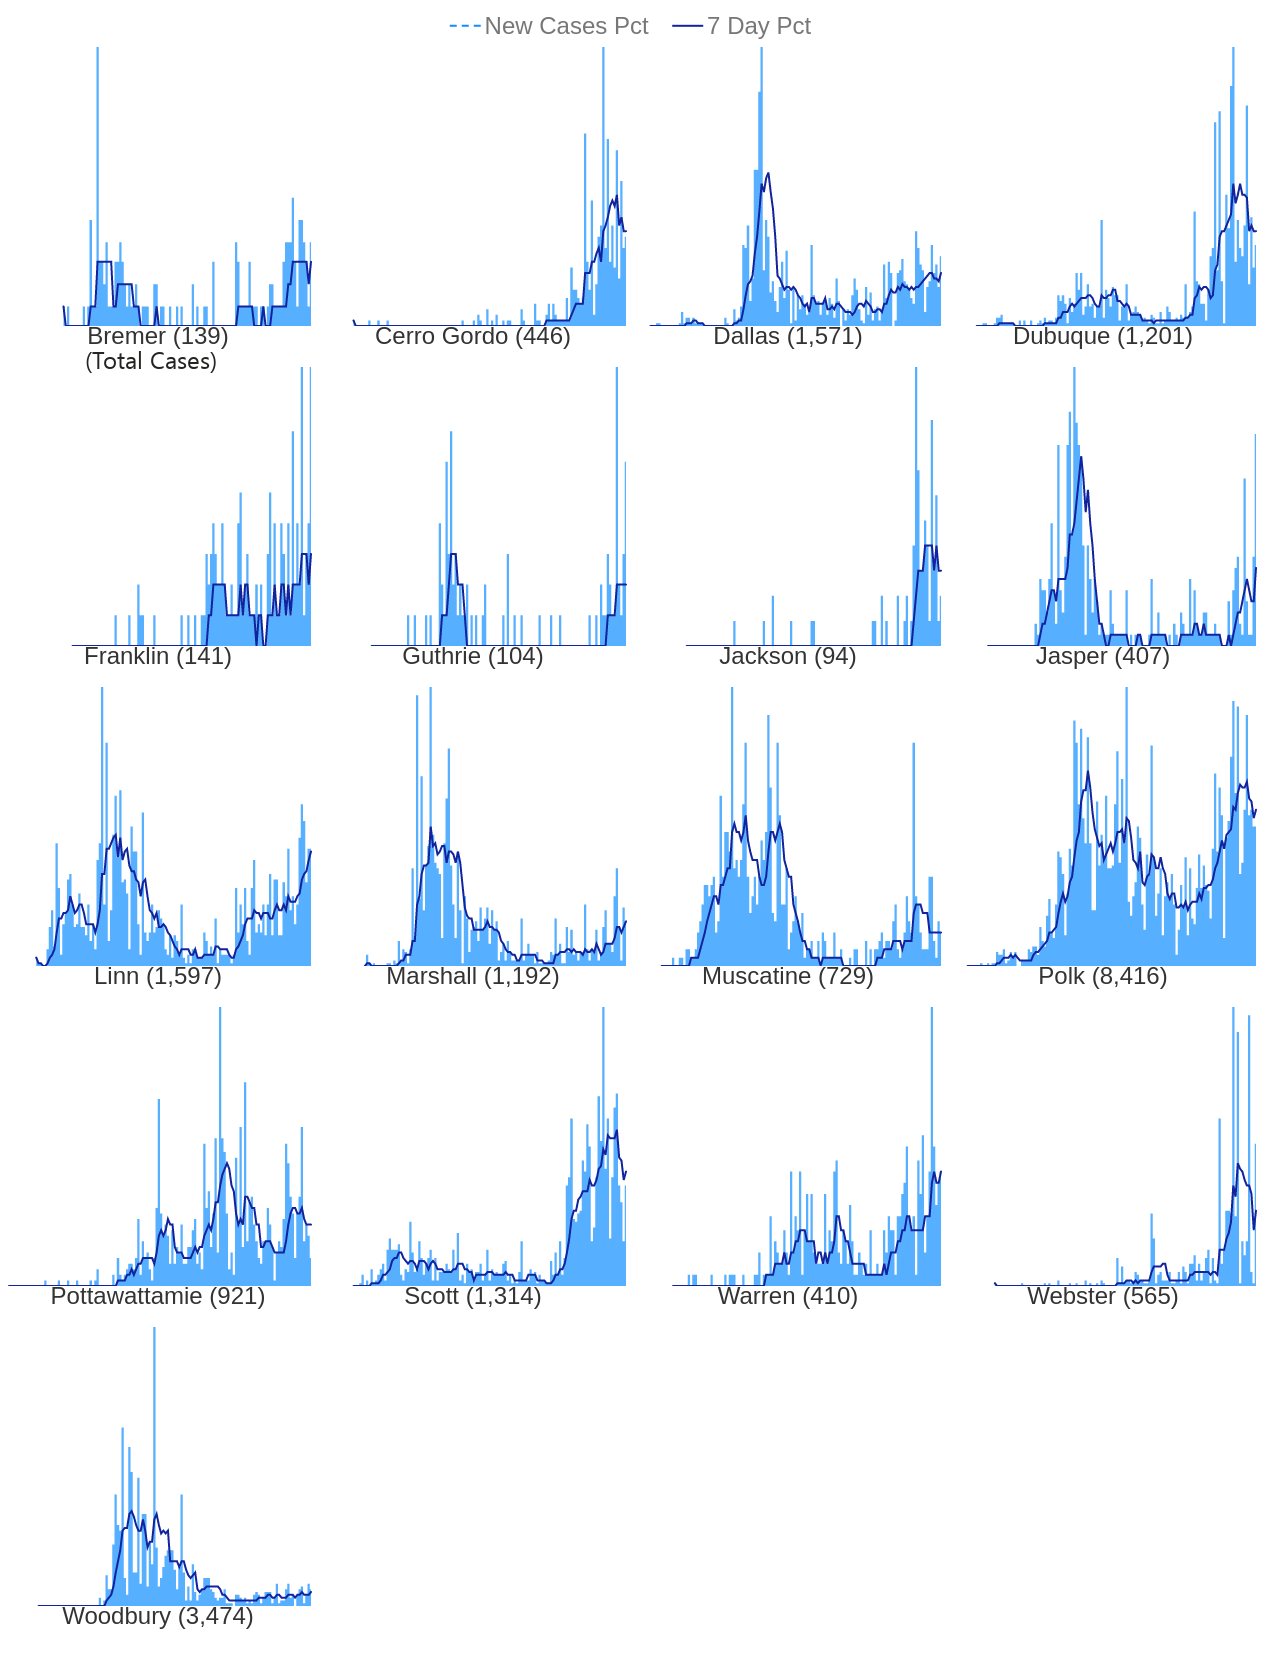 New Cases Pct 7 Day Pct
Bremer (139) Cerro Gordo (446) Dallas (1,571) Dubuque (1,201)
(Total Cases)
Franklin (141) Guthrie (104) Jackson (94) Jasper (407)
Linn (1,597) Marshall (1,192) Muscatine (729) Polk (8,416)
Pottawattamie (921) Scott (1,314) Warren (410) Webster (565)
Woodbury (3,474)